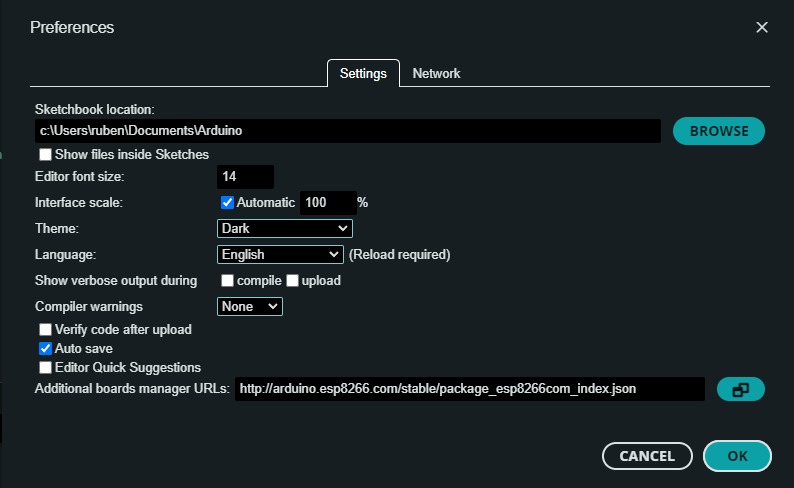 Preferences
Settings Network
Sketchbook location:
c:\Users\ruben\Documents\Arduino BROWSE
Show files inside Sketches
Editor font size: 14
Interface scale: Automatic 100 %
Theme: Dark
Language: English (Reload required)
Show verbose output during compile upload
Compiler warnings None
Verify code after upload
Auto save
Editor Quick Suggestions
Additional boards manager URLs: http://arduino.esp8266.com/stable/package_esp8266com_index.json
CANCEL OK